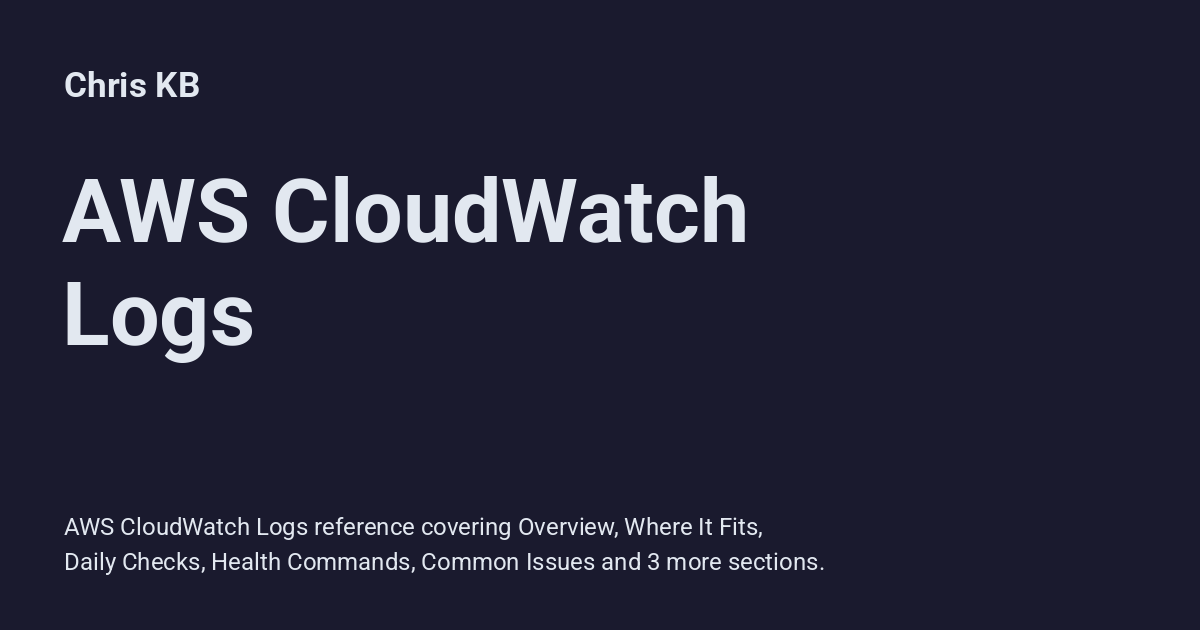 Chris KB
AWS CloudWatch
Logs
AWS CloudWatch Logs reference covering Overview, Where It Fits,
Daily Checks, Health Commands, Common Issues and 3 more sections.